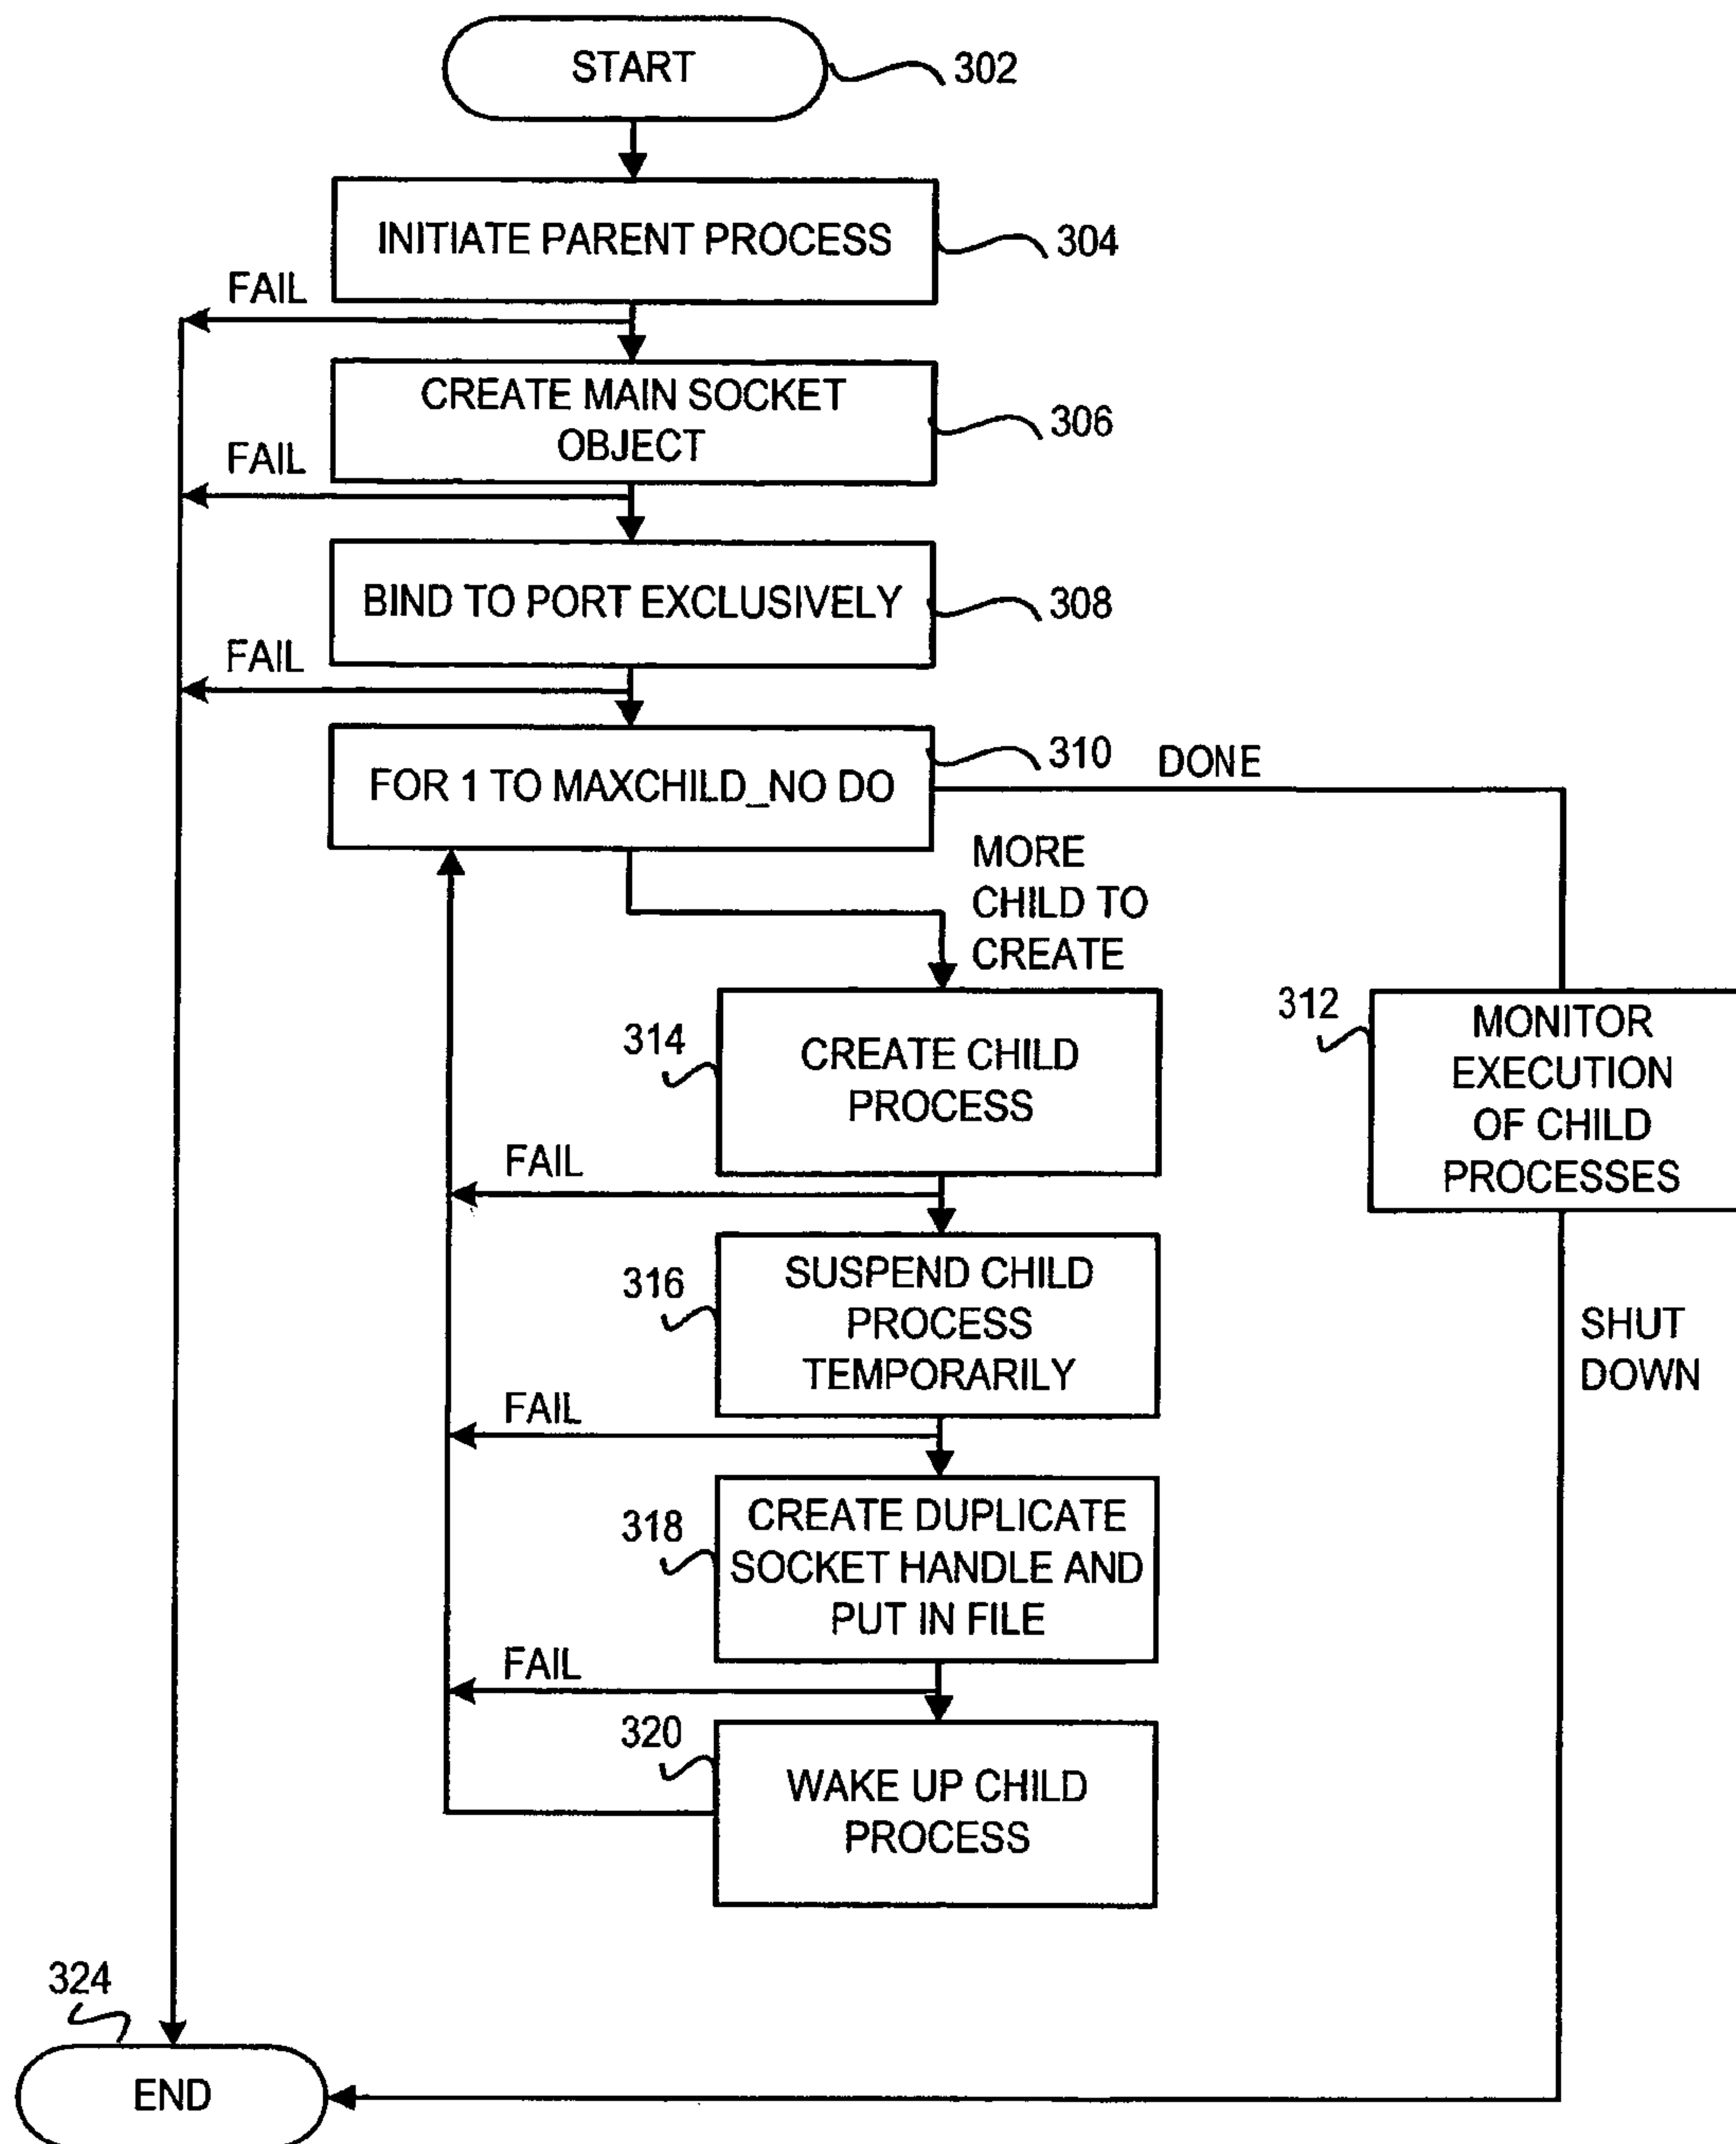 START
302
INITIATE PARENT PROCESS
304
FAIL
CREATE MAIN SOCKET
OBJECT
306
FAIL
BIND TO PORT EXCLUSIVELY
308
FAIL
FOR 1 TO MAXCHILD_NO DO
310
DONE
MORE
CHILD TO
CREATE
312
MONITOR
EXECUTION
OF CHILD
PROCESSES
314
CREATE CHILD
PROCESS
FAIL
316
SUSPEND CHILD
PROCESS
TEMPORARILY
SHUT
DOWN
FAIL
318
CREATE DUPLICATE
SOCKET HANDLE AND
PUT IN FILE
FAIL
320
WAKE UP CHILD
PROCESS
324
END